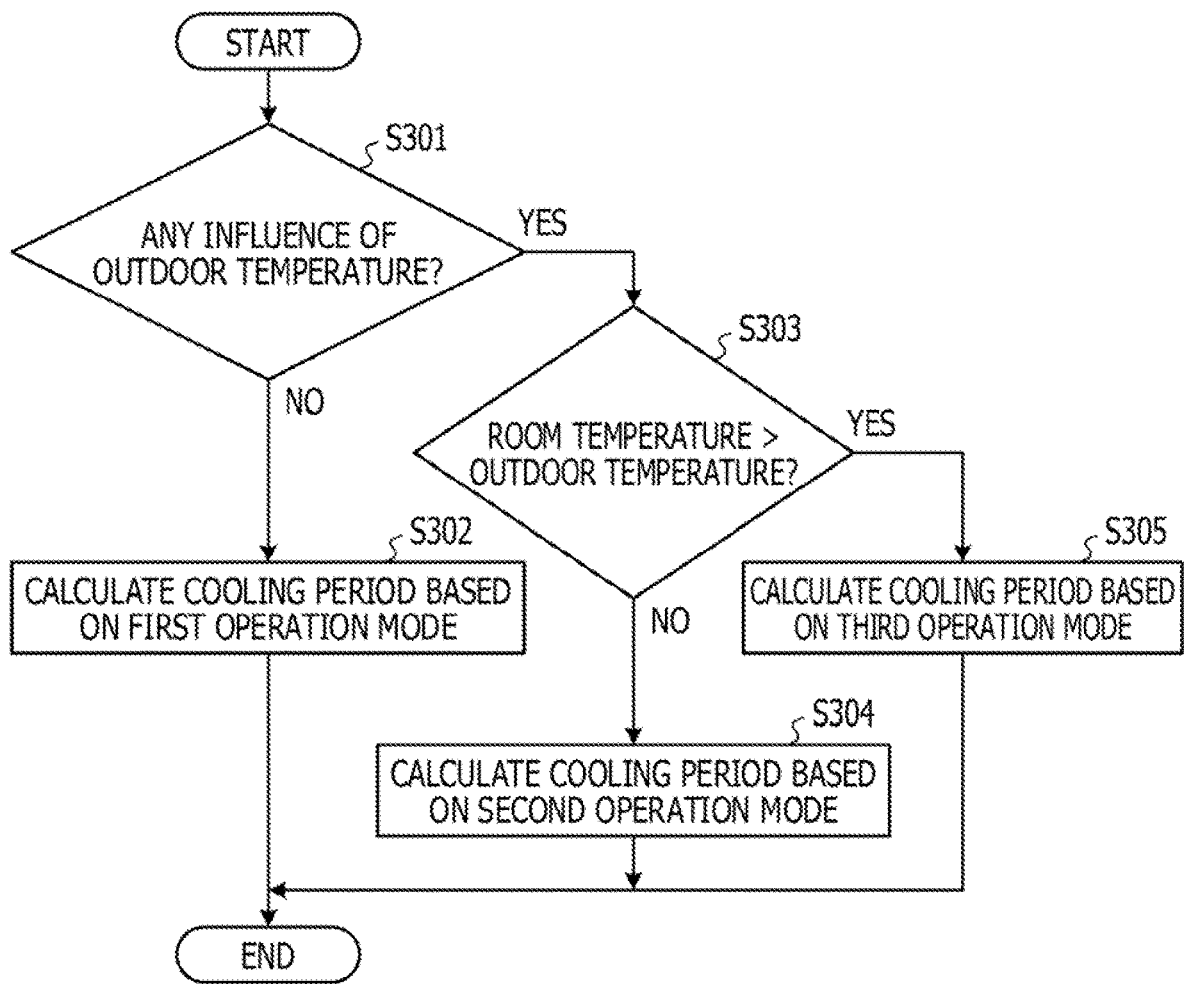 START
S301
ANY INFLUENCE OF
OUTDOOR TEMPERATURE?
YES
NO
S303
ROOM TEMPERATURE >
OUTDOOR TEMPERATURE?
YES
NO
S302
CALCULATE COOLING PERIOD BASED
ON FIRST OPERATION MODE
S305
CALCULATE COOLING PERIOD BASED
ON THIRD OPERATION MODE
S304
CALCULATE COOLING PERIOD BASED
ON SECOND OPERATION MODE
END